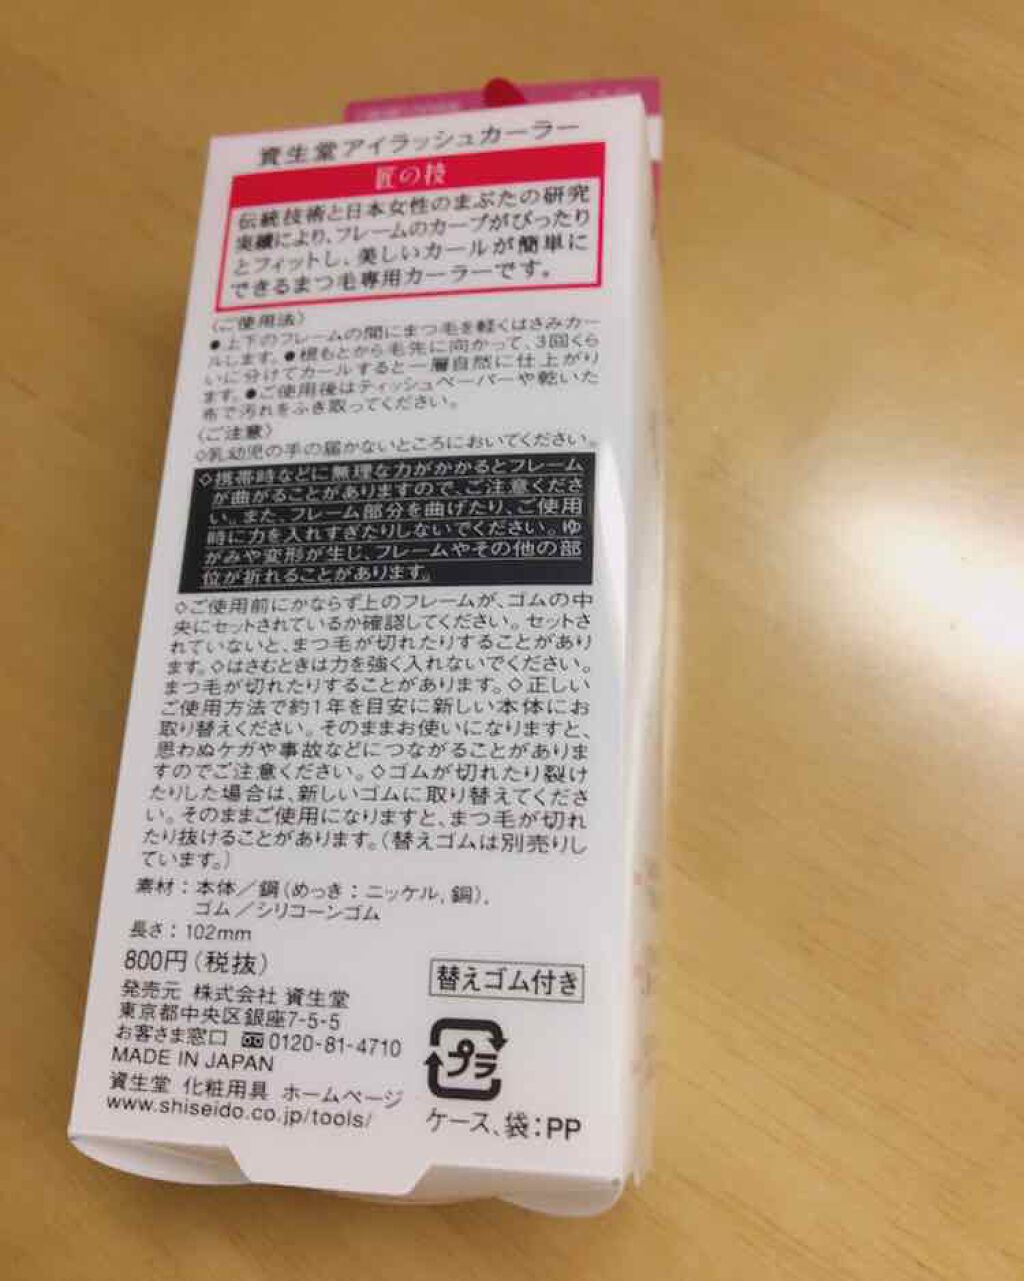 資生堂アイラッシュカーラー
匠の技
伝統技術と日本女性のまぶたの研究
実績により、フレームのカーブがぴったり
とフィットし、美しいカールが簡単に
できるまつ毛専用カーラーです。
〈ご使用法〉
●上下のフレームの間にまつ毛を軽くはさみカー
ルします。●根もとから毛先に向かって、3回くら
いに分けてカールすると一層自然に仕上がり
ます。●ご使用後はティッシュペーパーや乾いた
布で汚れをふき取ってください。
〈ご注意〉
◇乳幼児の手の届かないところにおいてください。
◇携帯時などに無理な力がかかるとフレーム
が曲がることがありますので、ご注意くださ
い。また、フレーム部分を曲げたり、ご使用
時に力を入れすぎたりしないでください。ゆ
がみや変形が生じ、フレームやその他の部
位が折れることがあります。
◇ご使用前にかならず上のフレームが、ゴムの中
央にセットされているか確認してください。セットさ
れていないと、まつ毛が切れたりすることがあり
ます。◇はさむときは力を強く入れないでください。
まつ毛が切れたりすることがあります。◇正しい
ご使用方法で約1年を目安に新しい本体にお
取り替えください。そのままお使いになりますと、
思わぬケガや事故などにつながることがありま
すのでご注意ください。◇ゴムが切れたり裂け
たりした場合は、新しいゴムに取り替えてくださ
い。そのままご使用になりますと、まつ毛が切れ
たり抜けることがあります。(替えゴムは別売りし
ています。)
素材：本体／鋼(めっき：ニッケル,銅),
ゴム／シリコーンゴム
長さ：102mm
800円(税抜)
替えゴム付き
発売元 株式会社 資生堂
東京都中央区銀座7-5-5
お客さま窓口 0120-81-4710
MADE IN JAPAN
資生堂 化粧用具 ホームページ
www.shiseido.co.jp/tools/
プラ
ケース、袋：PP